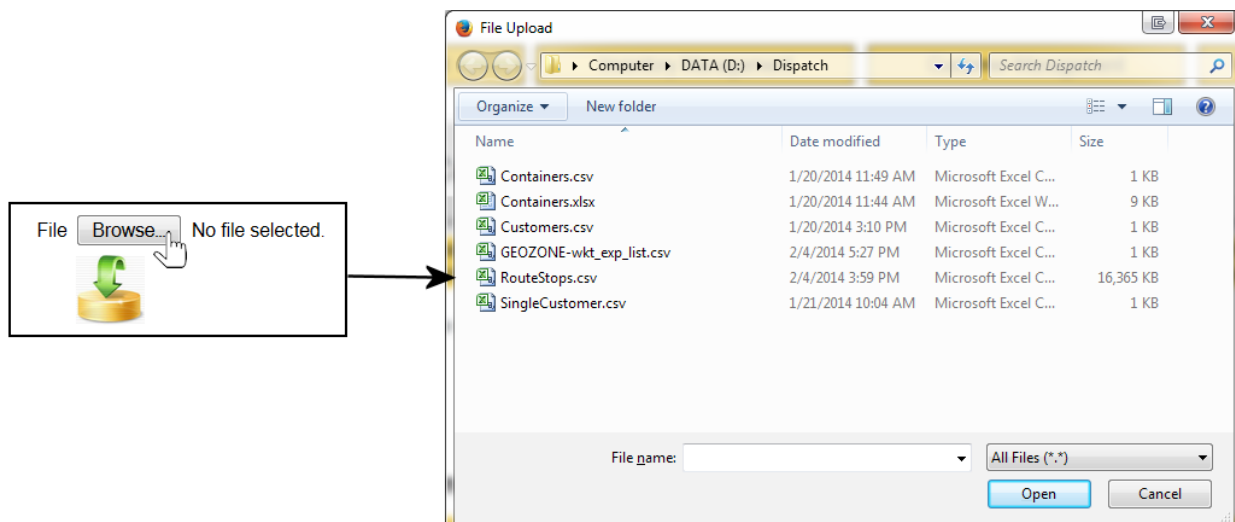 File Browse... No file selected.
File Upload
Computer DATA (D:) Dispatch Search Dispatch
Organize New folder
Name Date modified Type Size
Containers.csv 1/20/2014 11:49 AM Microsoft Excel C... 1 KB
Containers.xlsx 1/20/2014 11:44 AM Microsoft Excel W... 9 KB
Customers.csv 1/20/2014 3:10 PM Microsoft Excel C... 1 KB
GEOZONE-wkt_exp_list.csv 2/4/2014 5:27 PM Microsoft Excel C... 1 KB
RouteStops.csv 2/4/2014 3:59 PM Microsoft Excel C... 16,365 KB
SingleCustomer.csv 1/21/2014 10:04 AM Microsoft Excel C... 1 KB
File name: All Files (*.*)
Open Cancel